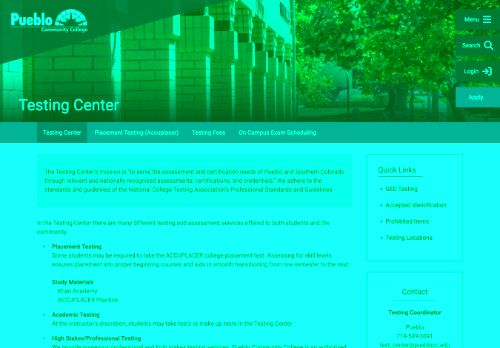 Pueblo
Community College
Menu
Search
Login
Apply
Testing Center
Testing Center
Placement Testing (Accuplacer)
Testing Fees
On Campus Exam Scheduling
The Testing Center's mission is "to serve the assessment and certification needs of Pueblo and Southern Colorado
through relevant and nationally-recognized assessments, certifications, and credentials." We adhere to the
standards and guidelines of the National College Testing Association's Professional Standards and Guidelines.
In the Testing Center there are many different testing and assessment services offered to both students and the
community.
Placement Testing
Some students may be required to take the ACCUPLACER college placement test. Assessing for skill levels
ensures placement into proper beginning courses and aids in smooth transitioning from one semester to the next.
Study Materials
Khan Academy
ACCUPLACER Practice
Academic Testing
At the instructor's discretion, students may take tests or make up tests in the Testing Center.
High Stakes/Professional Testing
Quick Links
GED Testing
Accepted Identification
Prohibited Items
Testing Locations
Contact
Testing Coordinator
Pueblo
719-549-5091